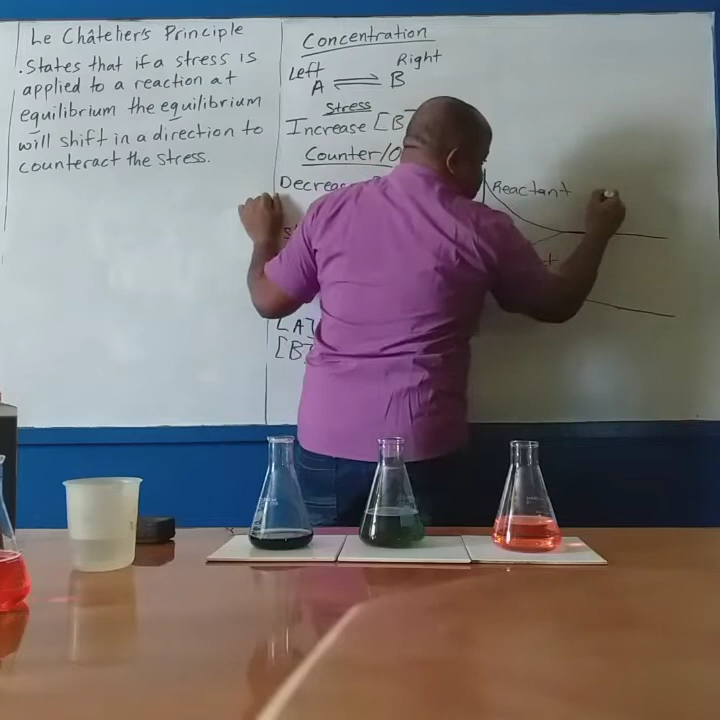 Le Châtelier's Principle
.States that if a stress is
applied to a reaction at
equilibrium the equilibrium
will shift in a direction to
counteract the stress.
Concentration
Left Right
A ⇌ B
Stress
Increase [B]
Counter/O
Decrease
[A]
[B]
Reactant